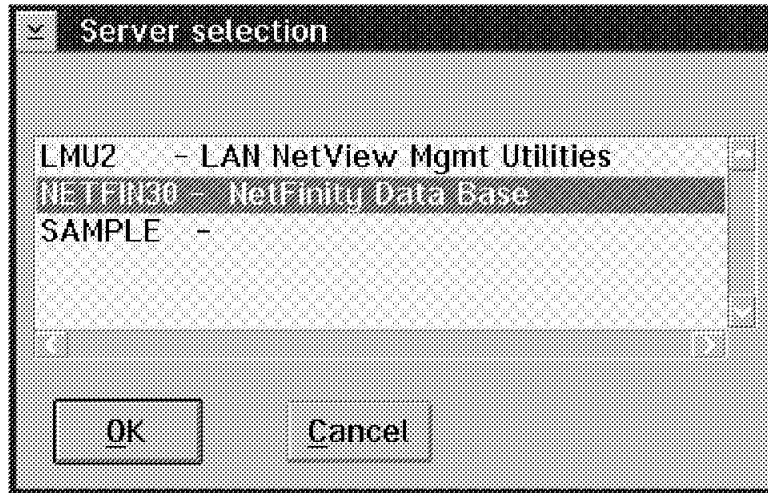 Server selection
LMU2 - LAN NetView Mgmt Utilities
NETFIN30 - NetFinity Data Base
SAMPLE -
OK
Cancel